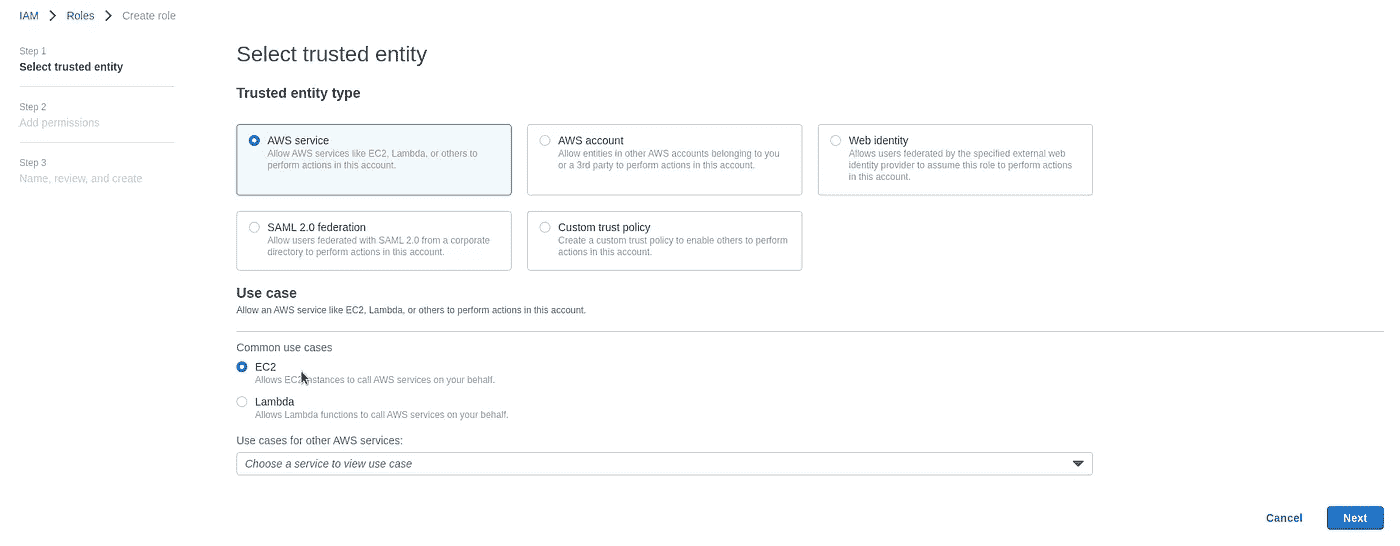 IAM > Roles > Create role
Step 1
Select trusted entity
Step 2
Add permissions
Step 3
Name, review, and create
Select trusted entity
Trusted entity type
AWS service
Allow AWS services like EC2, Lambda, or others to
perform actions in this account.
AWS account
Allow entities in other AWS accounts belonging to you
or a 3rd party to perform actions in this account.
Web identity
Allows users federated by the specified external web
identity provider to assume this role to perform actions
in this account.
SAML 2.0 federation
Allow users federated with SAML 2.0 from a corporate
directory to perform actions in this account.
Custom trust policy
Create a custom trust policy to enable others to perform
actions in this account.
Use case
Allow an AWS service like EC2, Lambda, or others to perform actions in this account.
Common use cases
EC2
Allows EC2 instances to call AWS services on your behalf.
Lambda
Allows Lambda functions to call AWS services on your behalf.
Use cases for other AWS services:
Choose a service to view use case
Cancel
Next